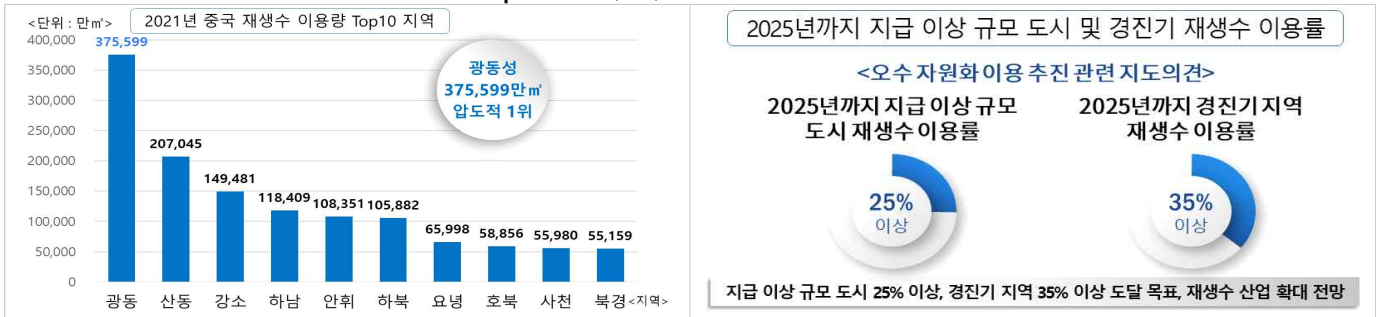 <단위 : 만㎥>
2021년 중국 재생수 이용량 Top10 지역
400,000
350,000
300,000
250,000
200,000
150,000
100,000
50,000
0
375,599
207,045
149,481
118,409
108,351
105,882
65,998
58,856
55,980
55,159
광동성
375,599만㎥
압도적 1위
광동 산동 강소 하남 안휘 하북 요녕 호북 사천 북경 <지역>
2025년까지 지급 이상 규모 도시 및 경진기 재생수 이용률
<오수 자원화 이용 추진 관련 지도의견>
2025년까지 지급 이상 규모
도시 재생수 이용률
25%
이상
2025년까지 경진기 지역
재생수 이용률
35%
이상
지급 이상 규모 도시 25% 이상, 경진기 지역 35% 이상 도달 목표, 재생수 산업 확대 전망